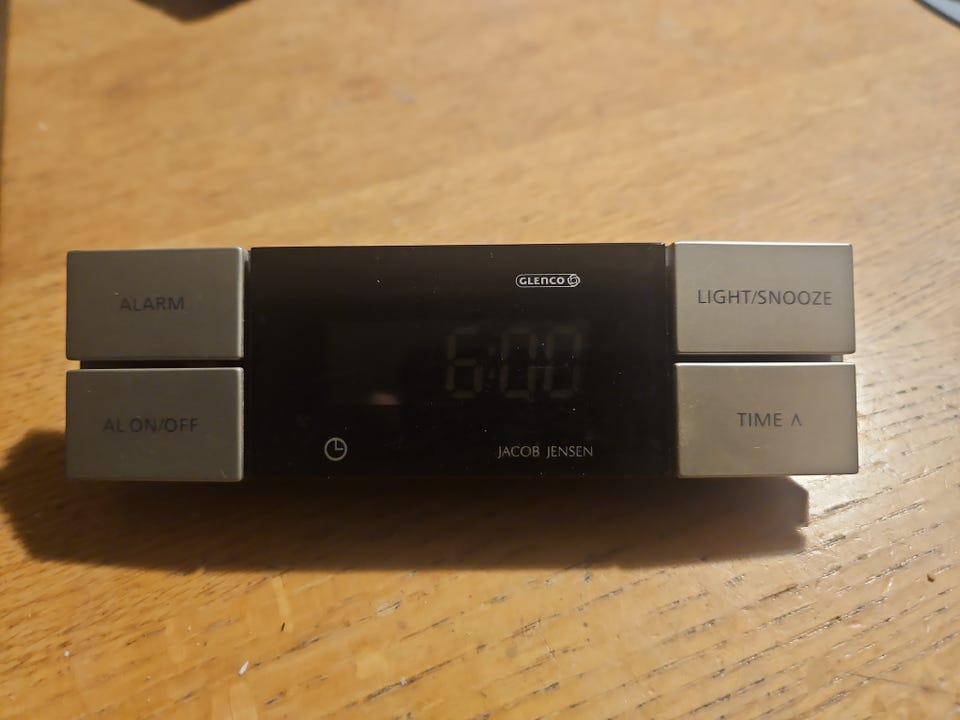 ALARM
AL ON/OFF
GLENCO
6:00
JACOB JENSEN
LIGHT/SNOOZE
TIME ∧